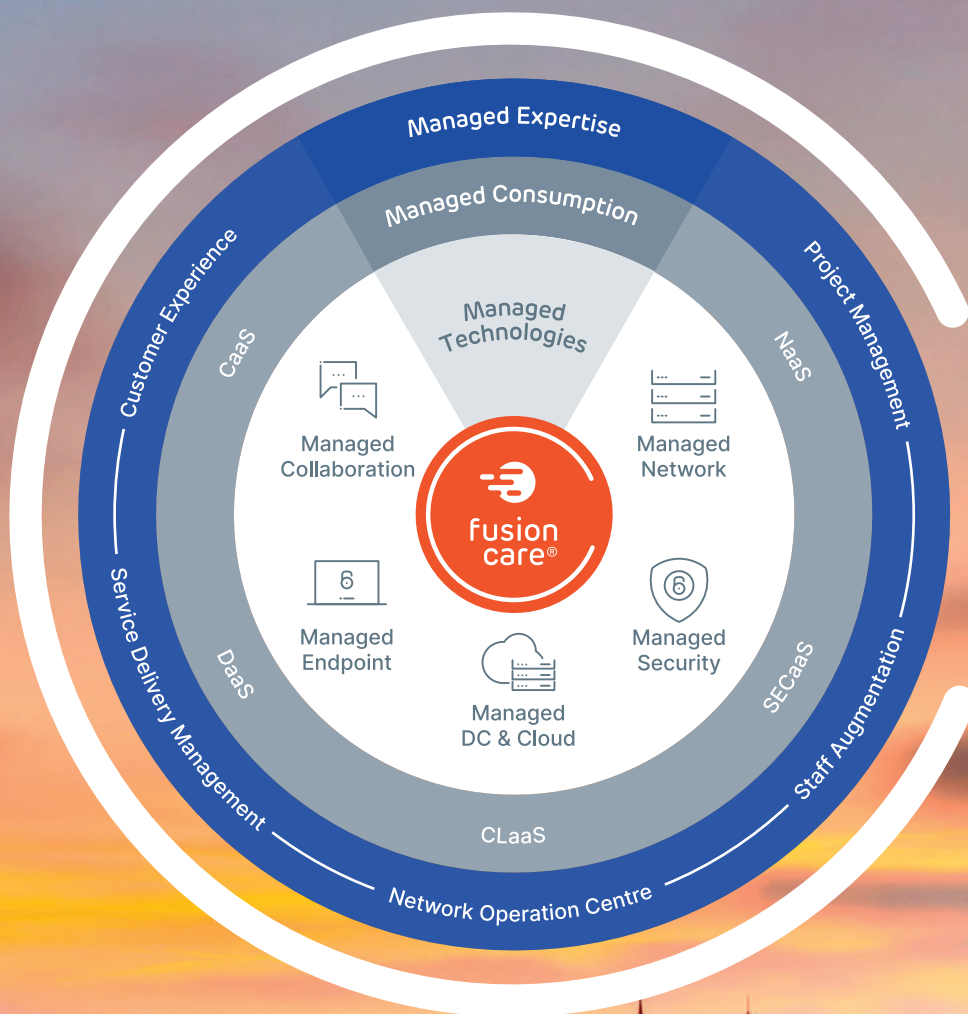 Managed Expertise
Managed Consumption
Managed
Technologies
Customer Experience
Project Management
CaaS
NaaS
Managed
Collaboration
Managed
Network
fusion
care®
Managed
Endpoint
Managed
Security
Managed
DC & Cloud
DaaS
SECaaS
CLaaS
Service Delivery Management
Staff Augmentation
Network Operation Centre